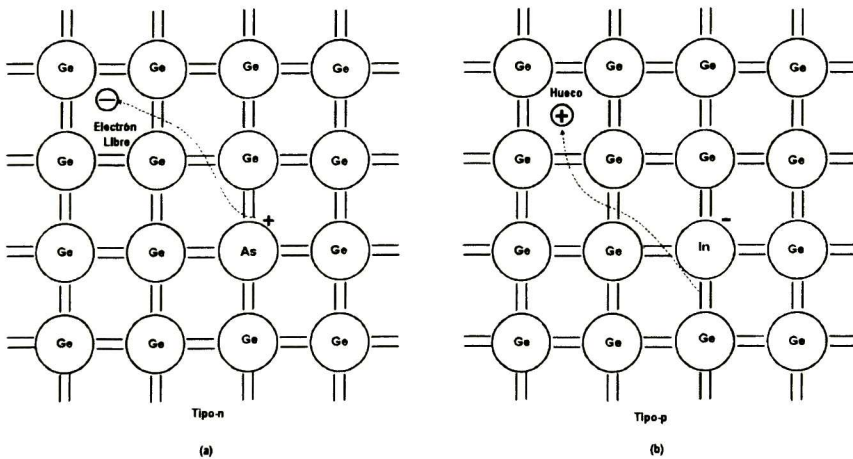 Ge Ge Ge Ge
Electrón
Libre
Ge Ge Ge Ge
+
Ge Ge As Ge
Ge Ge Ge Ge
Tipo-n
(a)
Ge Ge Ge Ge
Hueco
+
Ge Ge Ge Ge
-
Ge Ge In Ge
Ge Ge Ge Ge
Tipo-p
(b)